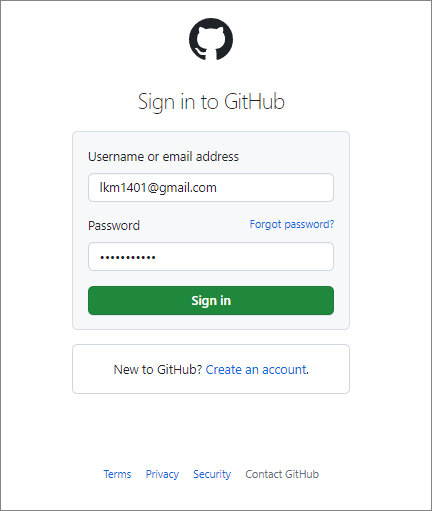 Sign in to GitHub
Username or email address
lkm1401@gmail.com
Password Forgot password?
•••••••••••
Sign in
New to GitHub? Create an account.
Terms Privacy Security Contact GitHub